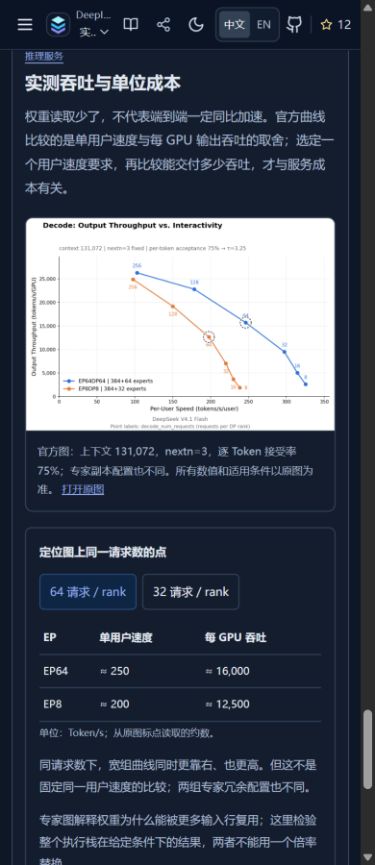 Deepl...
实..
中文
EN
12
推理服务
实测吞吐与单位成本
权重读取少了，不代表端到端一定同比加速。官方曲线
比较的是单用户速度与每 GPU 输出吞吐的取舍；选定一
个用户速度要求，再比较能交付多少吞吐，才与服务成
本有关。
Decode: Output Throughput vs. Interactivity
context 131,072 | nextn=3 fixed | per-token acceptance 75% → τ=3.25
Output Throughput (tokens/s/GPU)
25,000
20,000
15,000
10,000
5,000
0
256
128
64
32
16
8
256
128
32
8
EP64DP64 | 384+64 experts
EP8DP8 | 384+32 experts
0 50 100 150 200 250 300 350
Per-User Speed (tokens/s/user)
DeepSeek V4.1 Flash
Point labels: decode_num_requests (requests per DP rank)
官方图：上下文 131,072，nextn=3，逐 Token 接受率
75%；专家副本配置也不同。所有数值和适用条件以原图为
准。 打开原图
定位图上同一请求数的点
64 请求 / rank
32 请求 / rank
EP 单用户速度 每 GPU 吞吐
EP64 ≈ 250 ≈ 16,000
EP8 ≈ 200 ≈ 12,500
单位：Token/s；从原图标点读取的约数。
同请求数下，宽组曲线同时更靠右、也更高。但这不是
固定同一用户速度的比较；两组专家冗余配置也不同。
专家图解释权重为什么能被更多输入行复用；这里检验
整个执行栈在给定条件下的结果，两者不能用一个倍率
替换